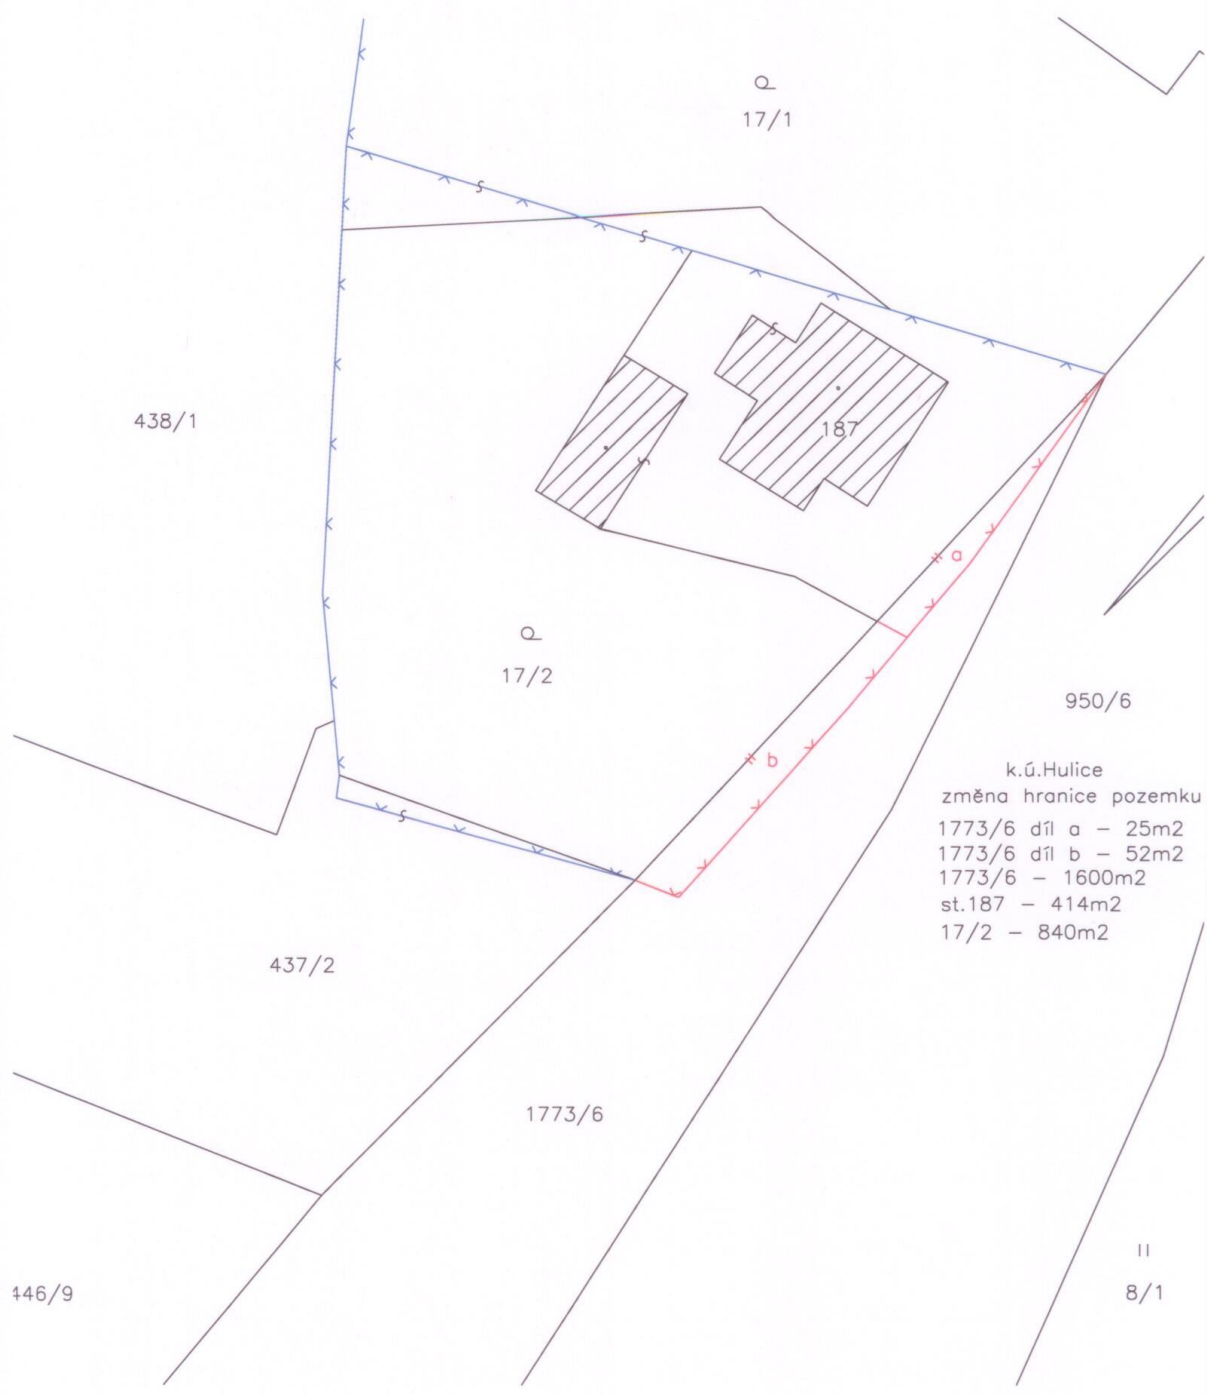 17/1
438/1
187
a
17/2
950/6
b
k.ú.Hulice
změna hranice pozemku
1773/6 díl a – 25m2
1773/6 díl b – 52m2
1773/6 – 1600m2
st.187 – 414m2
17/2 – 840m2
437/2
1773/6
446/9
8/1